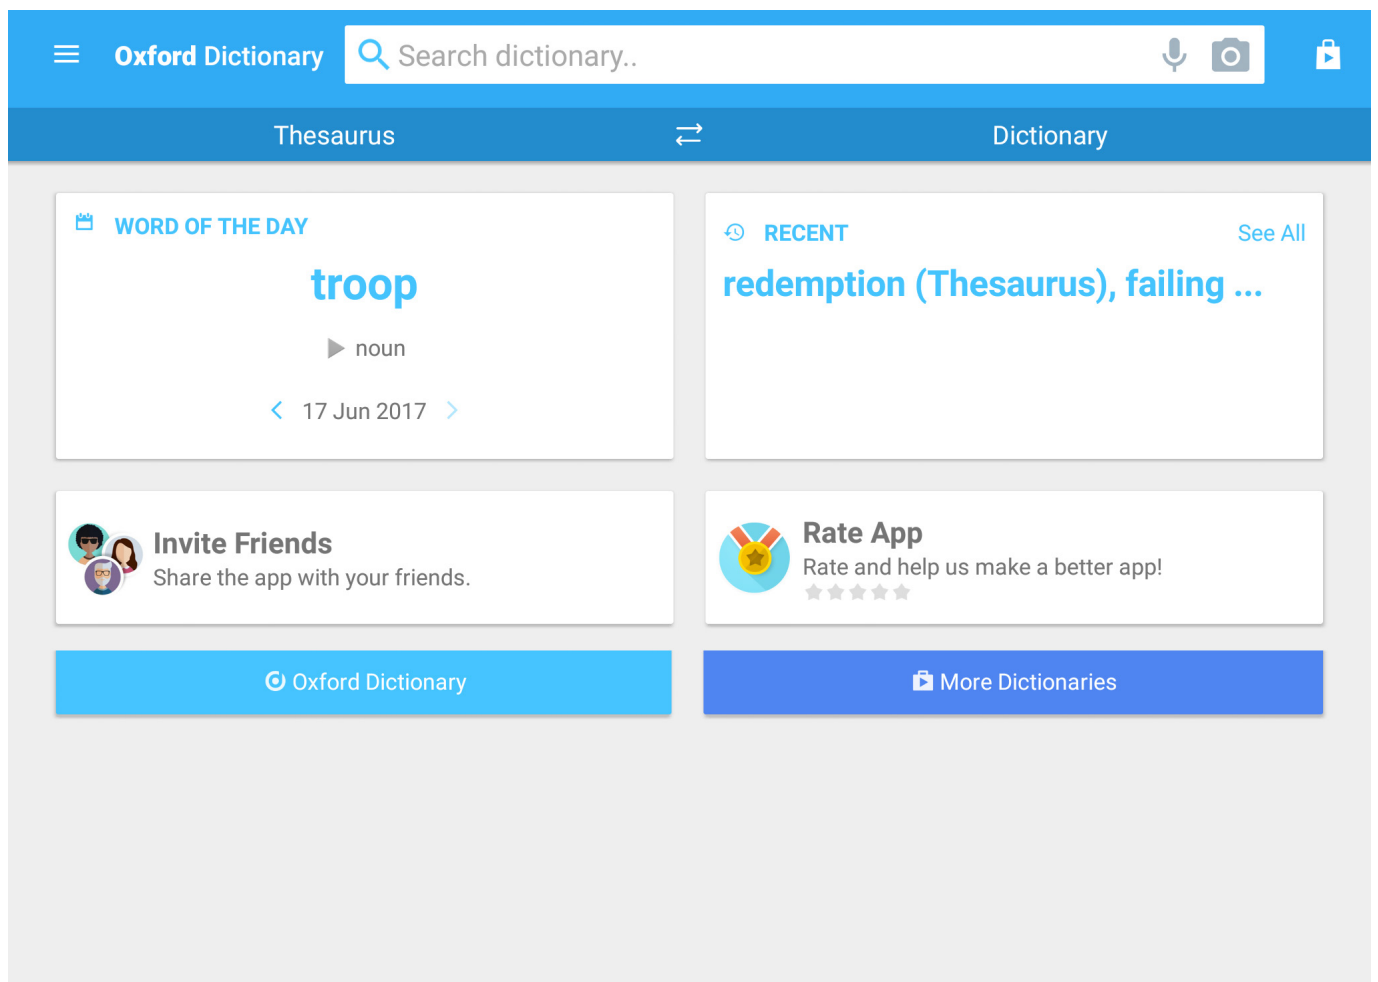 Oxford Dictionary
Search dictionary..
Thesaurus
Dictionary
WORD OF THE DAY
troop
noun
17 Jun 2017
RECENT
See All
redemption (Thesaurus), failing ...
Invite Friends
Share the app with your friends.
Rate App
Rate and help us make a better app!
Oxford Dictionary
More Dictionaries